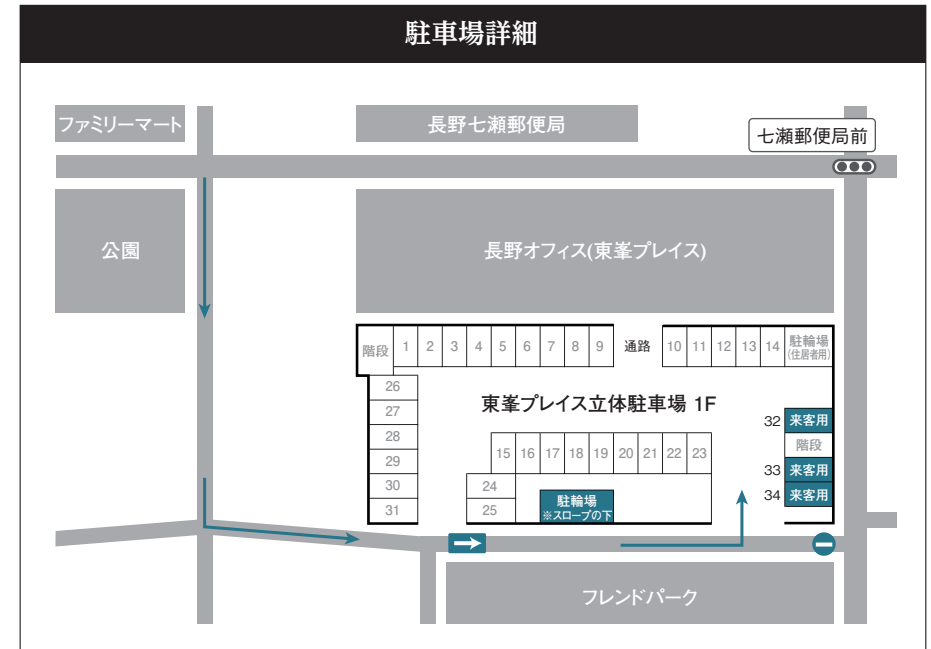 駐車場詳細
ファミリーマート
長野七瀬郵便局
七瀬郵便局前
公園
長野オフィス(東峯プレイス)
階段
1 2 3 4 5 6 7 8 9
通路
10 11 12 13 14
駐輪場
(住居者用)
26
27
28
29
30
31
東峯プレイス立体駐車場 1F
32 来客用
階段
33 来客用
34 来客用
15 16 17 18 19 20 21 22 23
24
25
駐輪場
※スロープの下
フレンドパーク